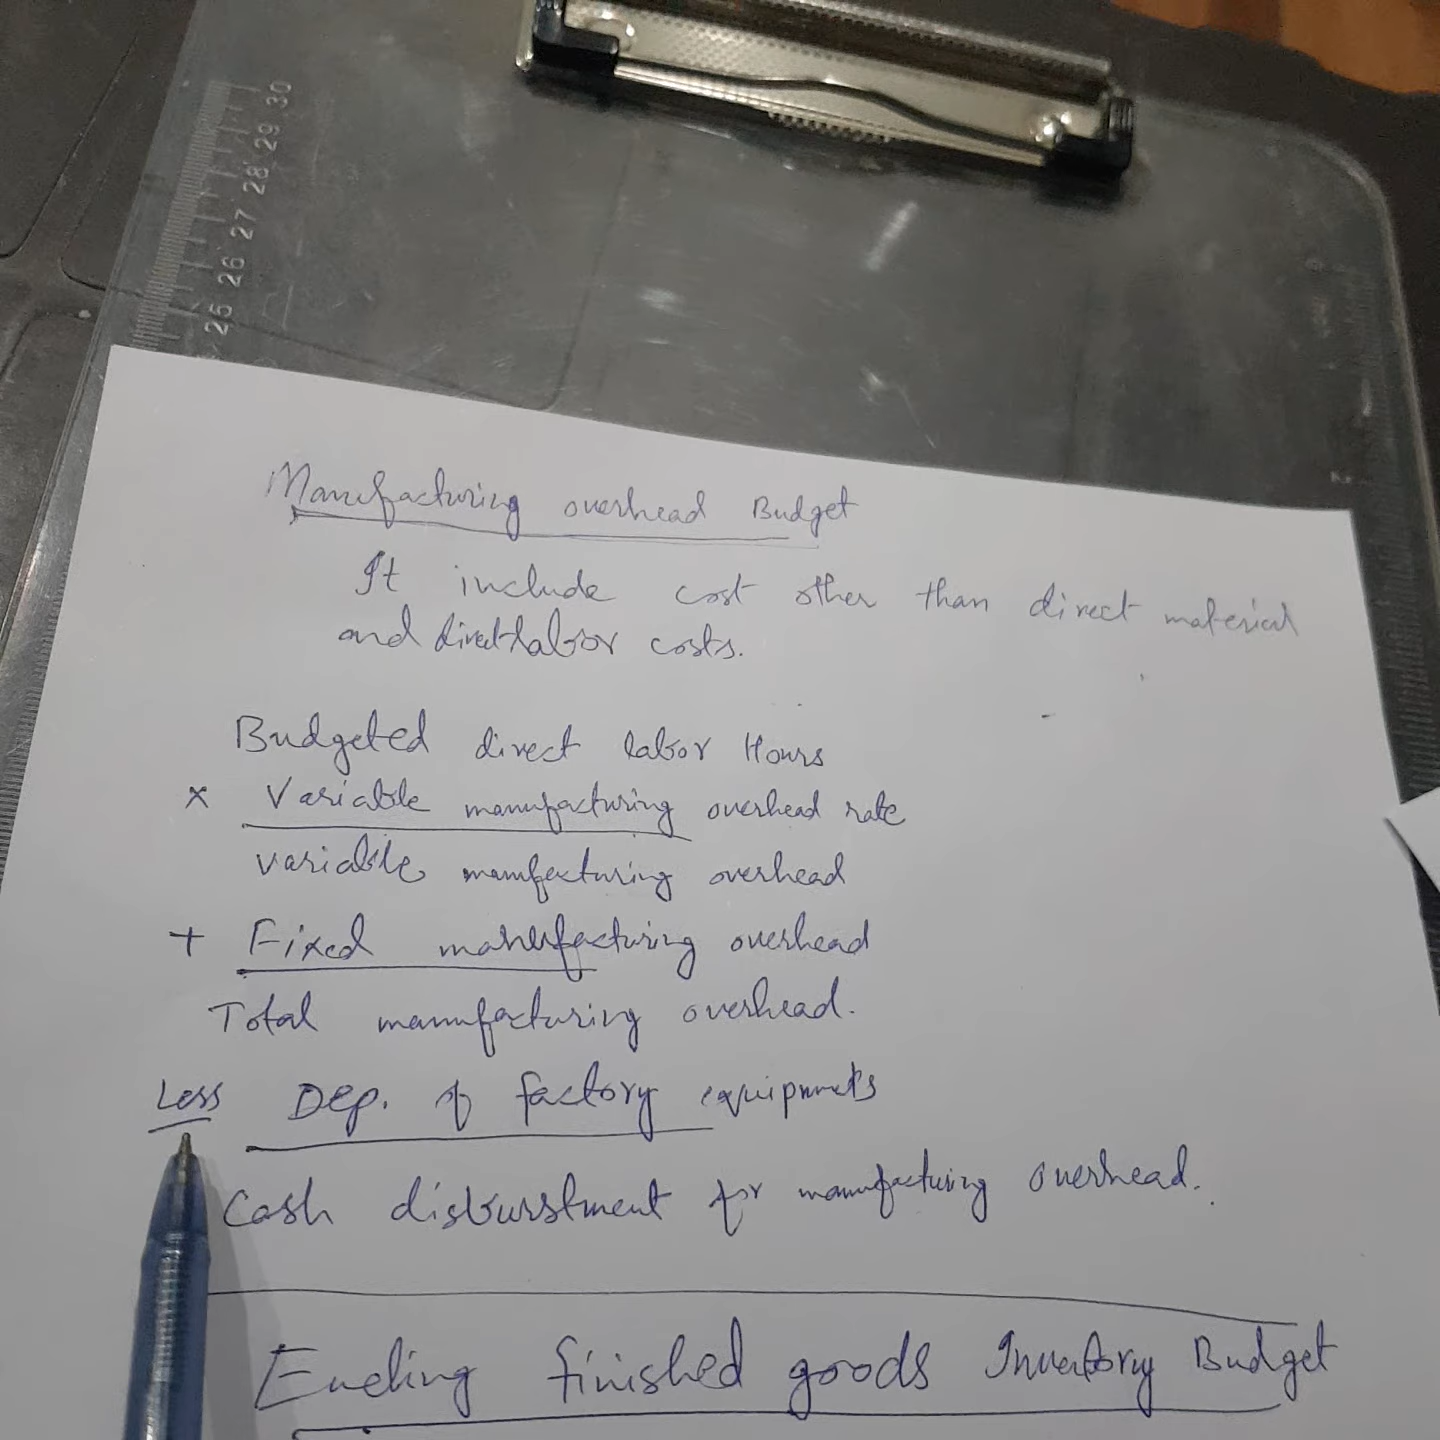 25 26 27 28 29 30
Manufacturing overhead Budget
It include cost other than direct material
and direct labor costs.
Budgeted direct labor Hours
× Variable manufacturing overhead rate
variable manufacturing overhead
+ Fixed manufacturing overhead
Total manufacturing overhead.
Less Dep. of factory equipments
Cash disburstment for manufacturing overhead.
Ending finished goods Inventory Budget